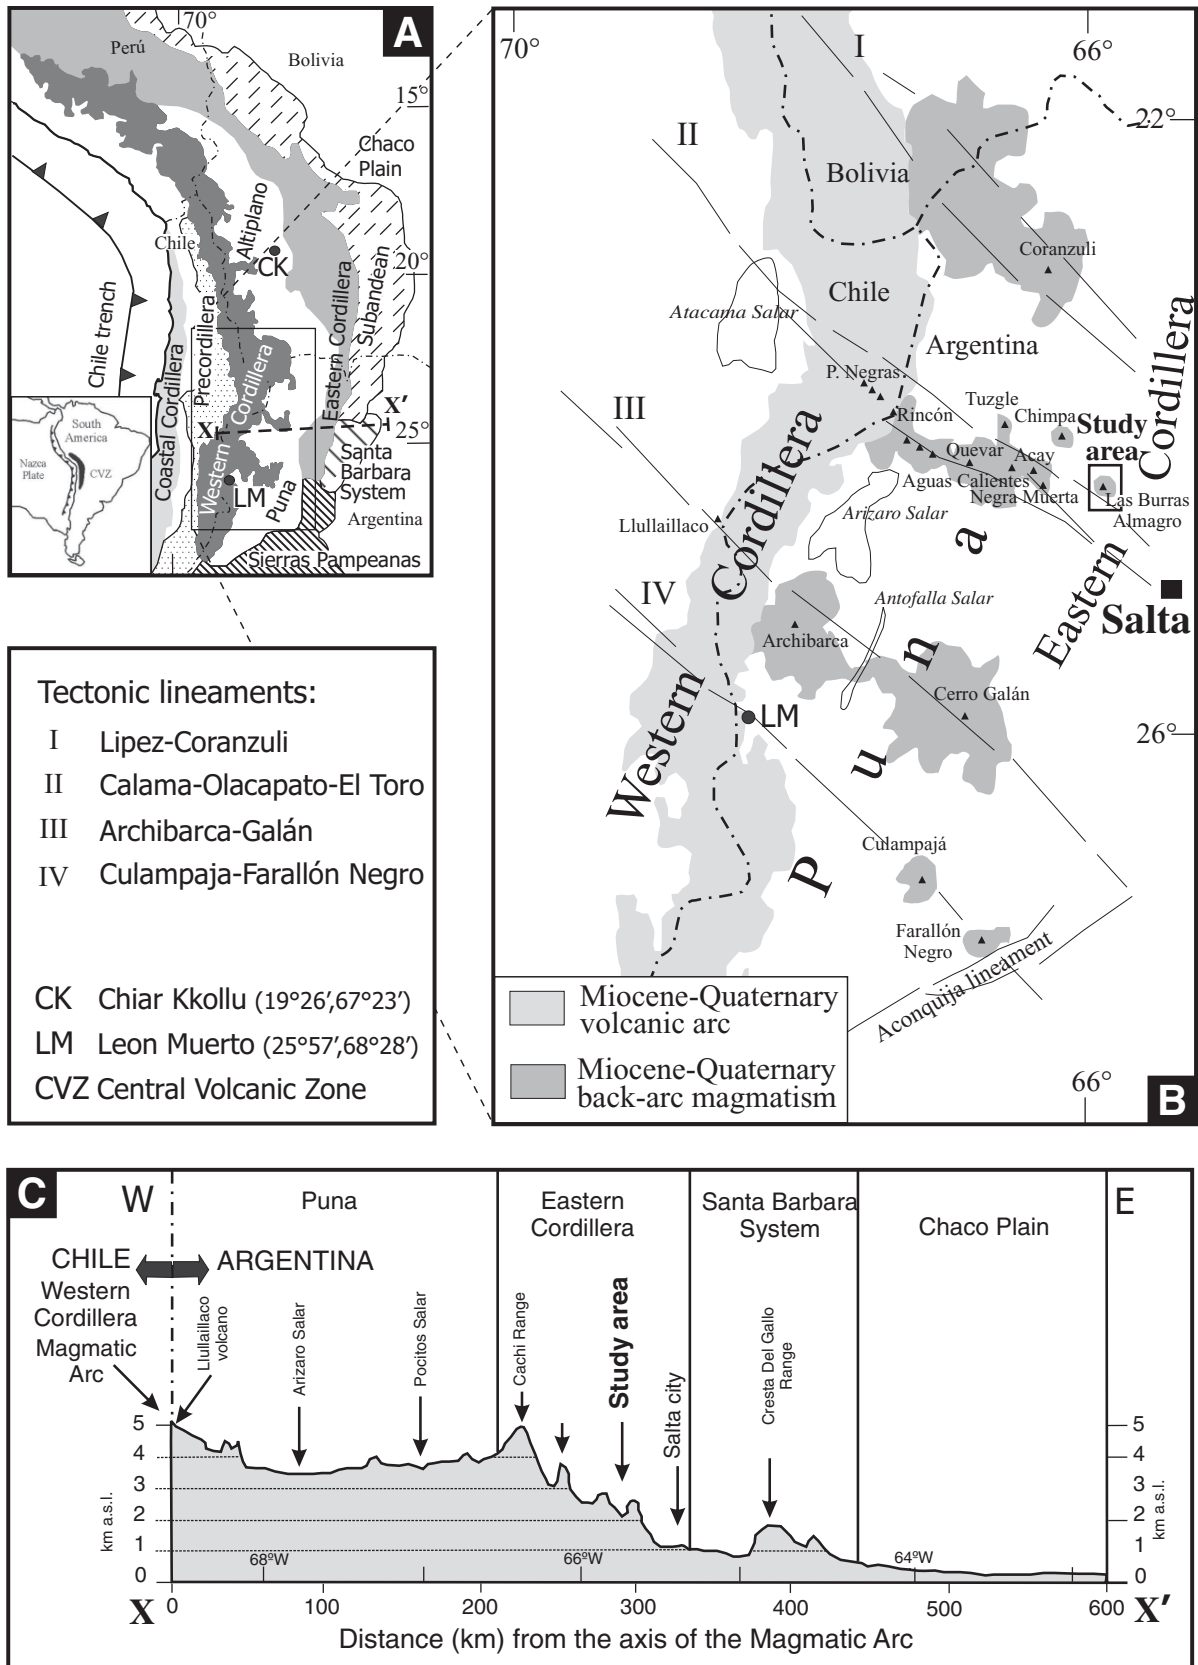 A
70°
Perú
Bolivia
15°
Chaco
Plain
Altiplano
Chile
CK
20°
Chile trench
Coastal Cordillera
Precordillera
Western
Cordillera
Eastern Cordillera
Subandean
X
X'
25°
LM
Puna
Santa
Barbara
System
Argentina
Sierras Pampeanas
South
America
Nazca
Plate
CVZ
Tectonic lineaments:
I Lipez-Coranzuli
II Calama-Olacapato-El Toro
III Archibarca-Galán
IV Culampaja-Farallón Negro
CK Chiar Kkollu (19°26',67°23')
LM Leon Muerto (25°57',68°28')
CVZ Central Volcanic Zone
B
70°
66°
I
II
22°
Bolivia
Coranzuli
Chile
Atacama Salar
Argentina
P. Negras
Cordillera
III
Rincón
Tuzgle
Chimpa
Study
area
Quevar
Acay
Aguas Calientes
Negra Muerta
Las Burras
Almagro
Llullaillaco
Arizaro Salar
Cordillera
Eastern
IV
Antofalla Salar
Salta
Archibarca
Cerro Galán
LM
26°
Western
P u n a
Culampajá
Farallón
Negro
Aconquija lineament
66°
Miocene-Quaternary
volcanic arc
Miocene-Quaternary
back-arc magmatism
C
W
Puna
Eastern
Cordillera
Santa Barbara
System
Chaco Plain
E
CHILE
ARGENTINA
Western
Cordillera
Magmatic
Arc
Llullaillaco
volcano
Arizaro Salar
Pocitos Salar
Cachi Range
Study area
Salta city
Cresta Del Gallo
Range
5
4
3
2
1
0
km a.s.l.
5
4
3
2
1
0
km a.s.l.
68ºW
66ºW
64ºW
X 0 100 200 300 400 500 600 X'
Distance (km) from the axis of the Magmatic Arc